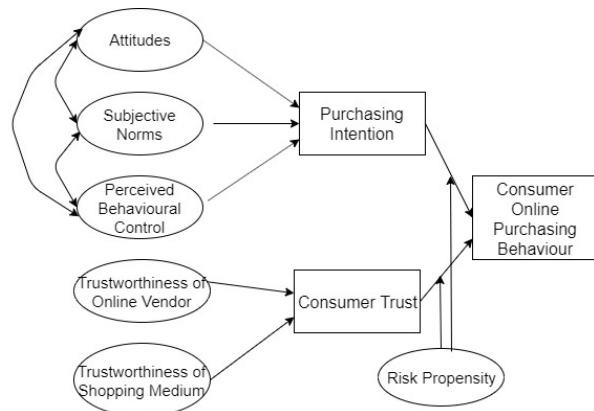 Attitudes
Subjective
Norms
Perceived
Behavioural
Control
Purchasing
Intention
Consumer
Online
Purchasing
Behaviour
Trustworthiness of
Online Vendor
Consumer Trust
Trustworthiness of
Shopping Medium
Risk Propensity